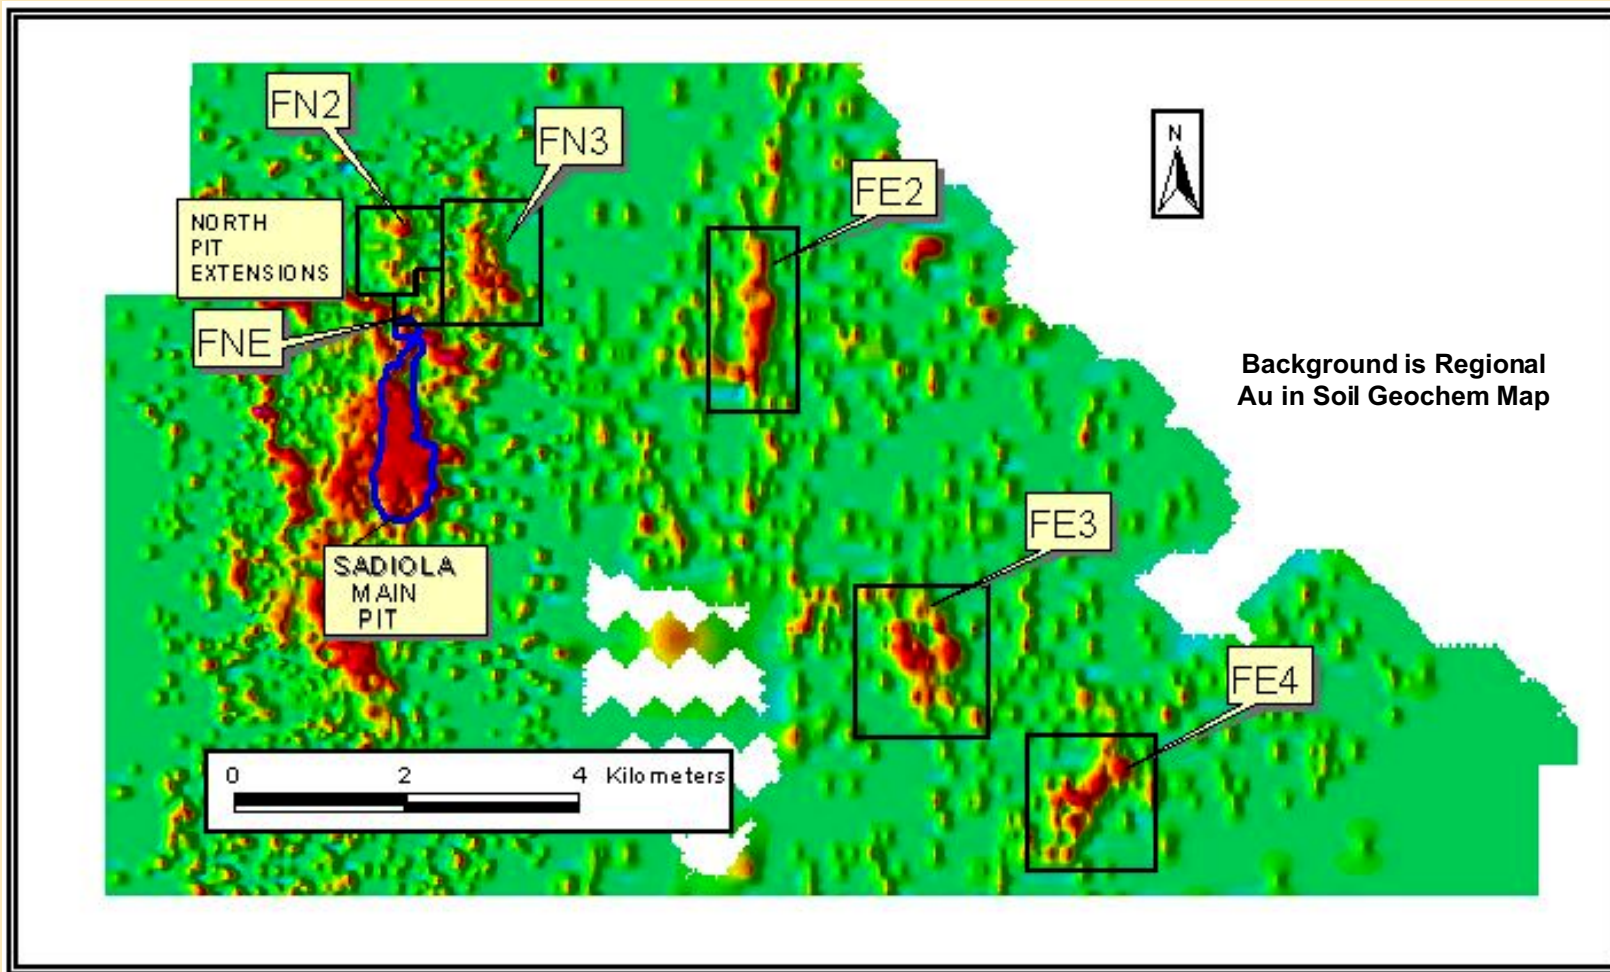 FN2
FN3
N
NORTH
PIT
EXTENSIONS
FE2
FNE
Background is Regional
Au in Soil Geochem Map
FE3
SADIOLA
MAIN
PIT
FE4
0 2 4 Kilometers